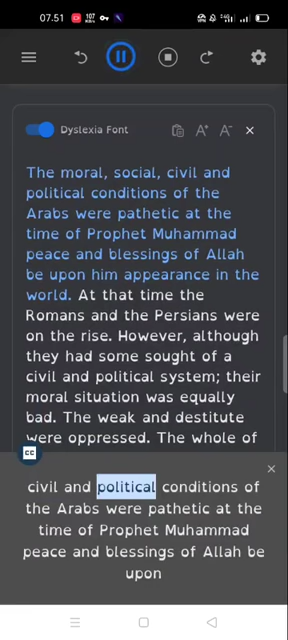 07.51
107
KB/s
Dyslexia Font
A+
A-
The moral, social, civil and
political conditions of the
Arabs were pathetic at the
time of Prophet Muhammad
peace and blessings of Allah
be upon him appearance in the
world. At that time the
Romans and the Persians were
on the rise. However, although
they had some sought of a
civil and political system; their
moral situation was equally
bad. The weak and destitute
were oppressed. The whole of
CC
civil and political conditions of
the Arabs were pathetic at the
time of Prophet Muhammad
peace and blessings of Allah be
upon